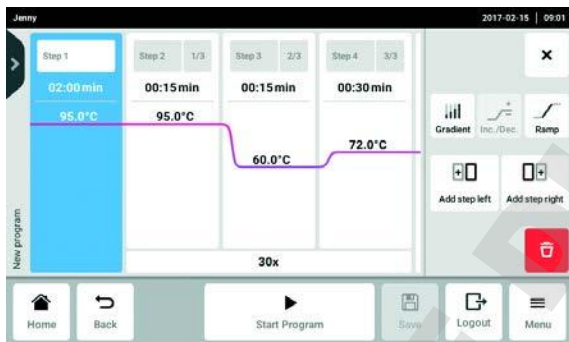 Jenny
2017-02-15 | 09:01
Step 1
Step 2 1/3
Step 3 2/3
Step 4 3/3
02:00 min
00:15 min
00:15 min
00:30 min
95.0°C
95.0°C
60.0°C
72.0°C
30x
New program
Gradient
Inc./Dec.
Ramp
Add step left
Add step right
Home
Back
Start Program
Save
Logout
Menu